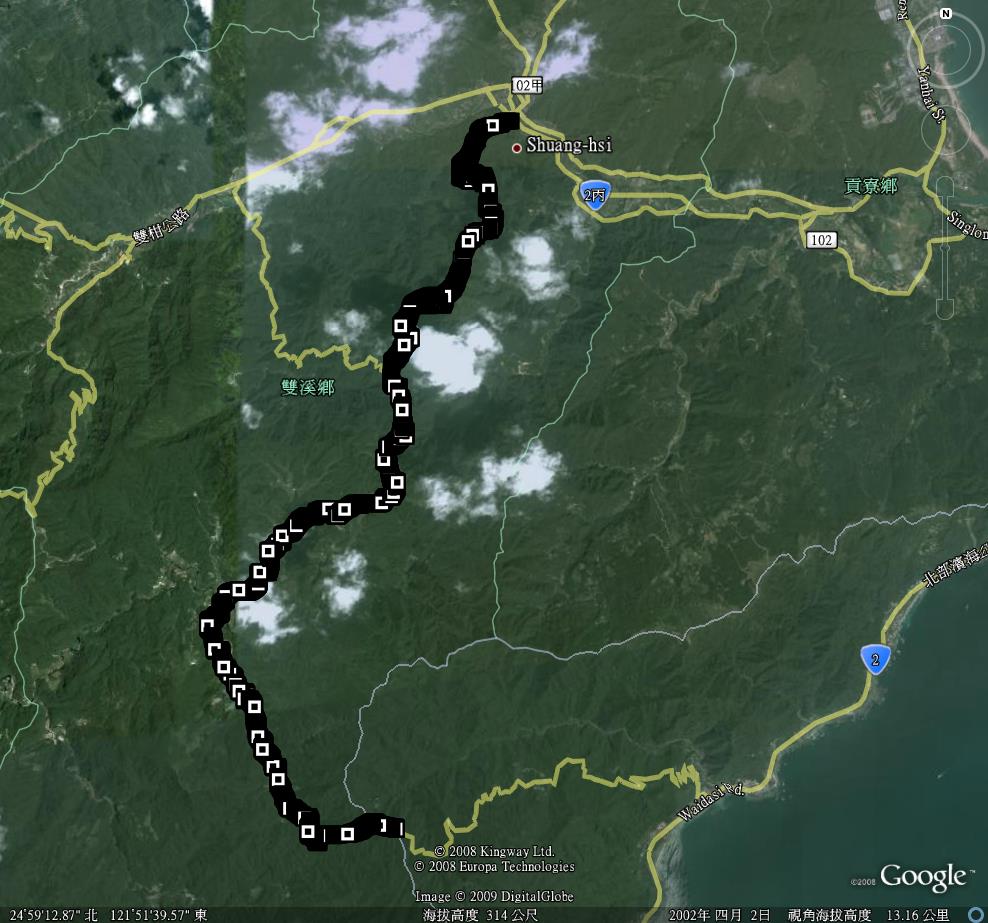 N
Yanhai St.
02甲
Shuang-hsi
2丙
貢寮鄉
雙柑公路
102
雙溪鄉
北部濱海公
2
Waidasi Rd.
© 2008 Kingway Ltd.
© 2008 Europa Technologies
Image © 2009 DigitalGlobe
©2008 Google™
24°59'12.87" 北 121°51'39.57" 東 海拔高度 314 公尺 2002年 四月 2日 視角海拔高度 13.16 公里